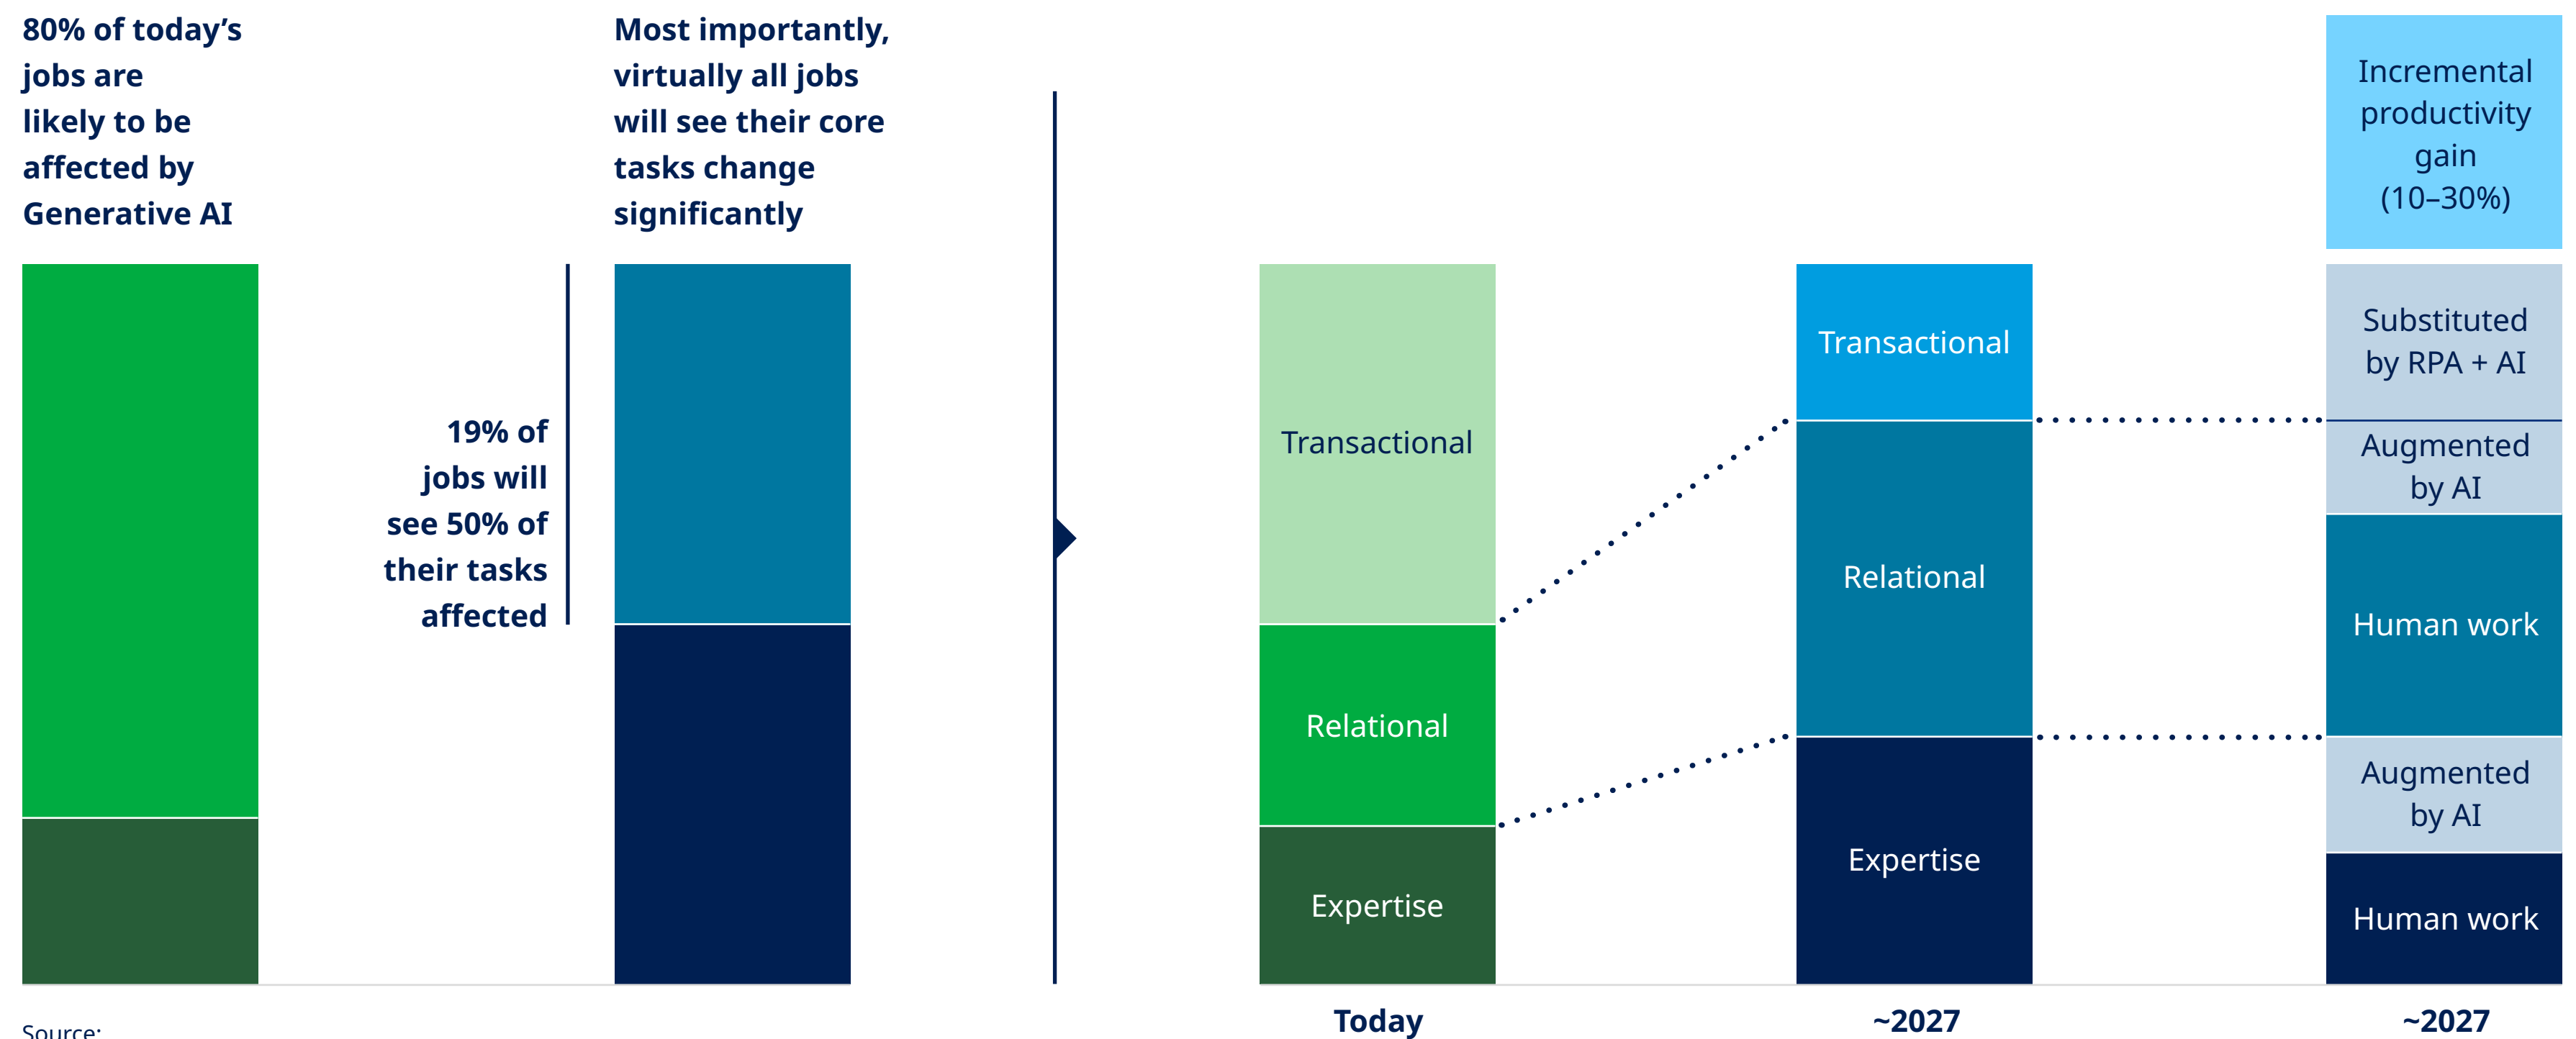 80% of today’s
jobs are
likely to be
affected by
Generative AI
Most importantly,
virtually all jobs
will see their core
tasks change
significantly
19% of
jobs will
see 50% of
their tasks
affected
Transactional
Relational
Expertise
Today
Transactional
Relational
Expertise
~2027
Incremental
productivity
gain
(10–30%)
Substituted
by RPA + AI
Augmented
by AI
Human work
Augmented
by AI
Human work
~2027
Source: